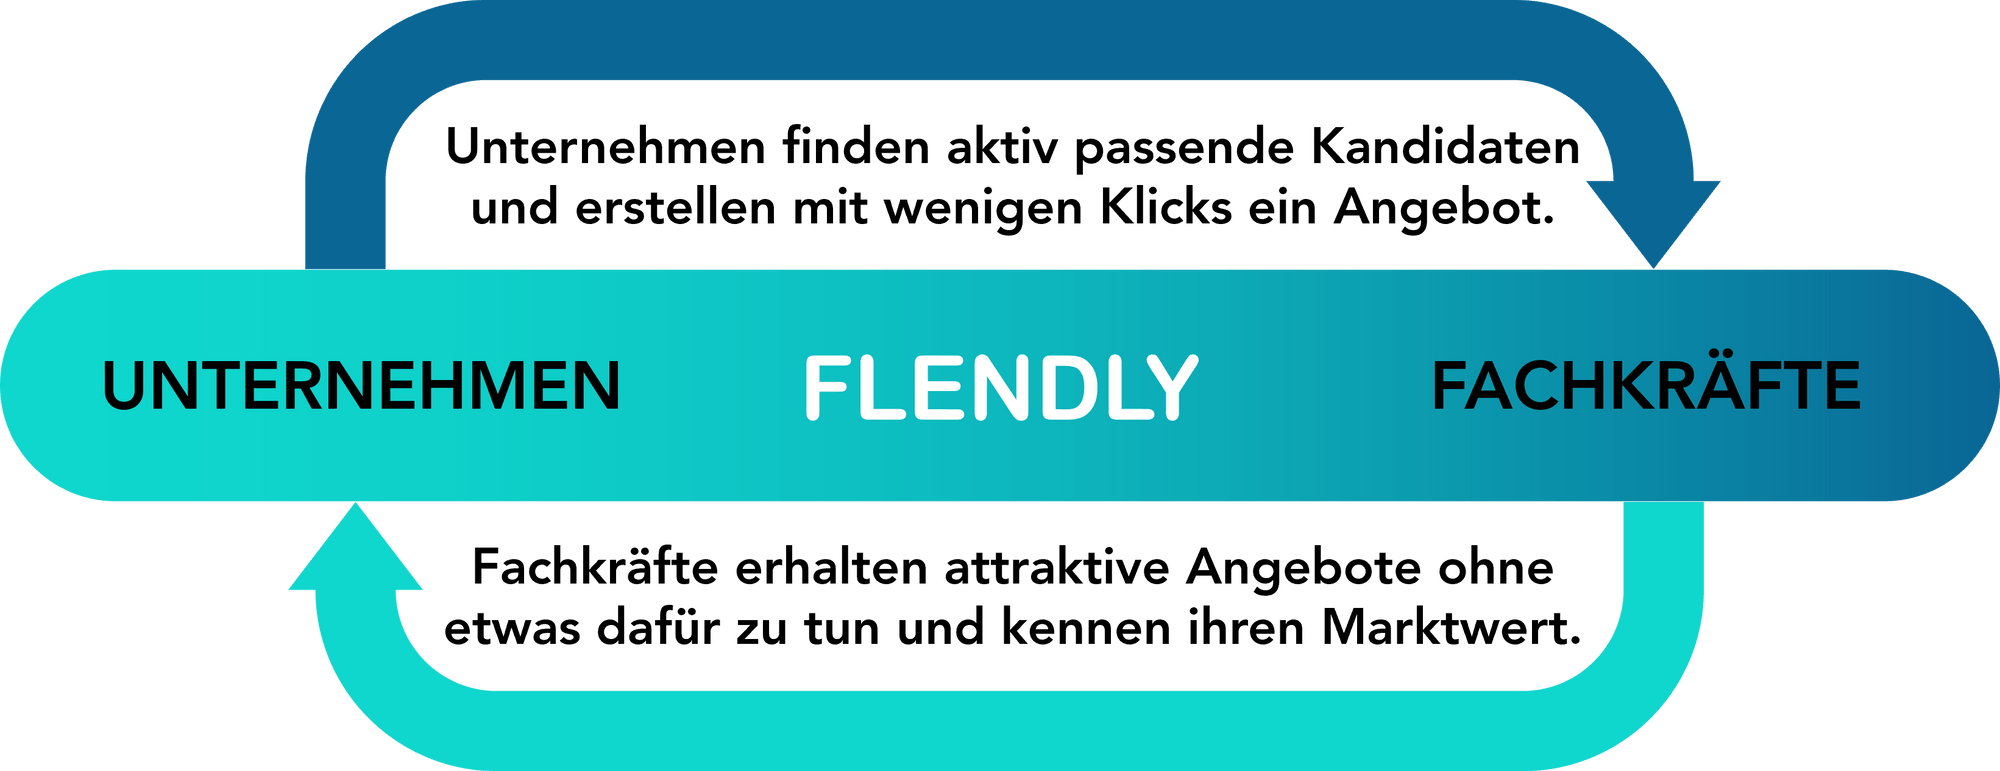 Unternehmen finden aktiv passende Kandidaten
und erstellen mit wenigen Klicks ein Angebot.
UNTERNEHMEN FLENDLY FACHKRÄFTE
Fachkräfte erhalten attraktive Angebote ohne
etwas dafür zu tun und kennen ihren Marktwert.